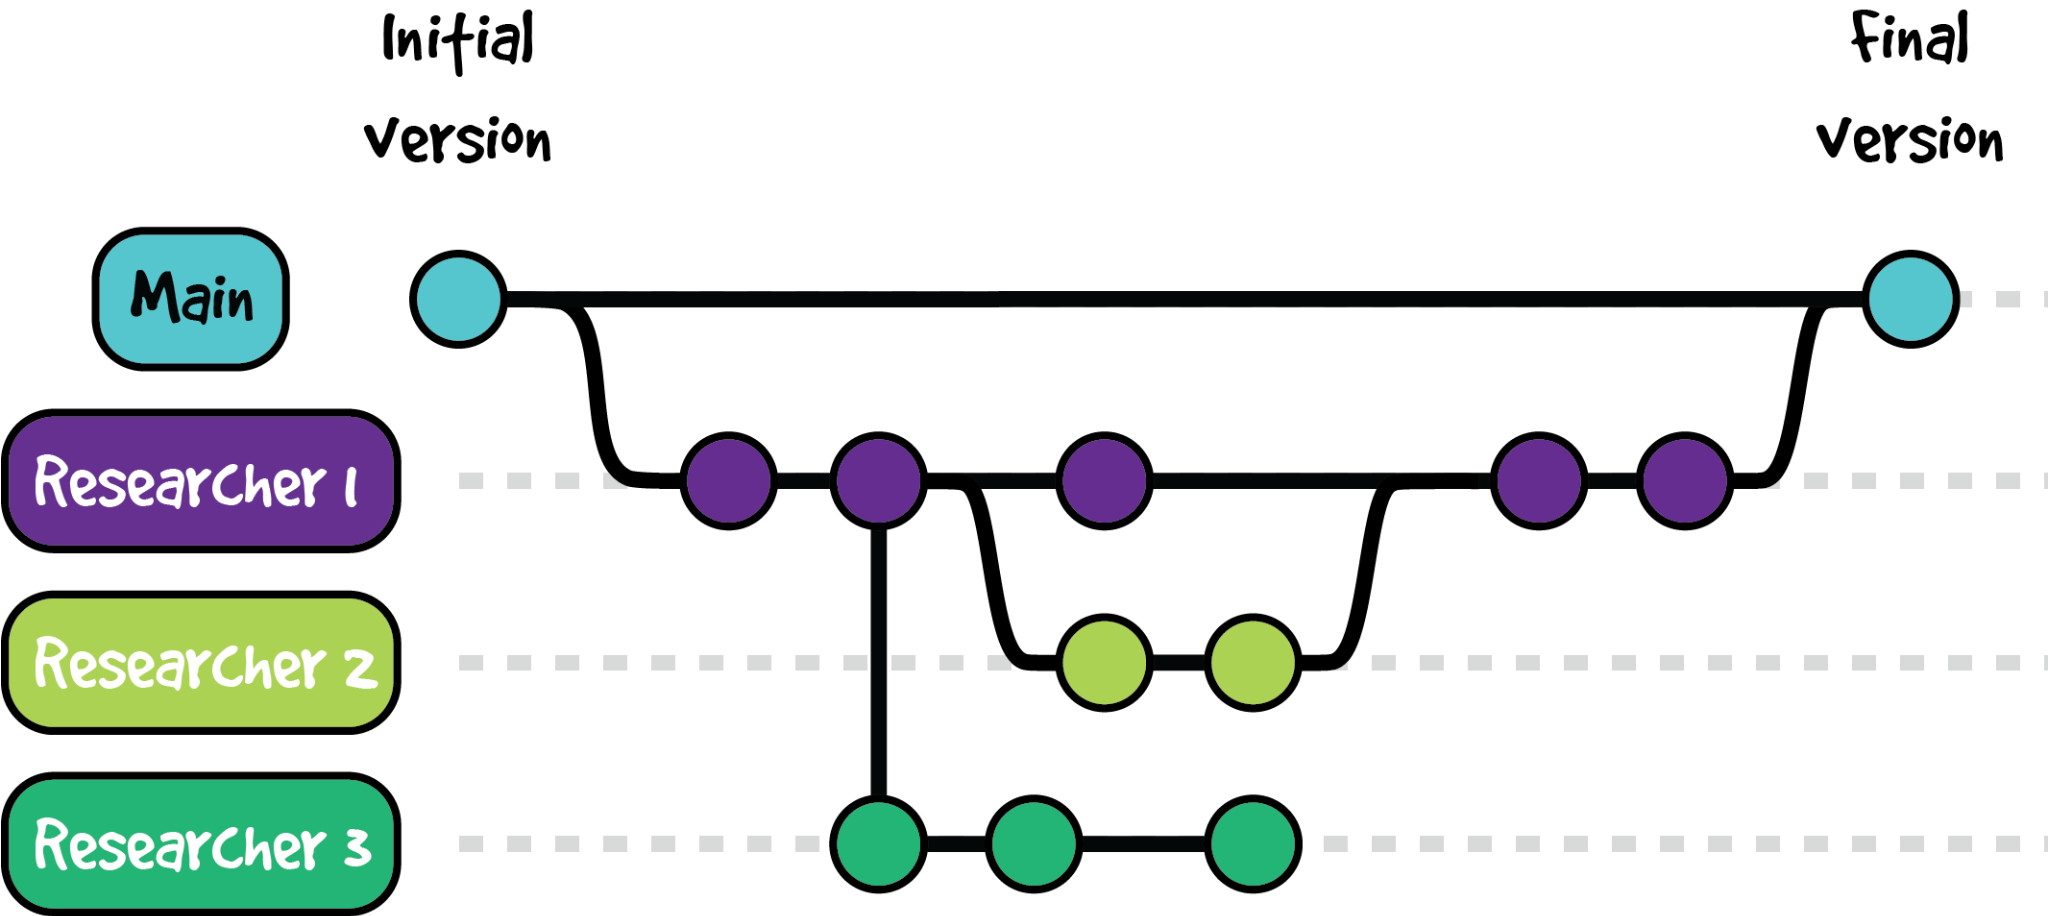 Initial
version
Final
version
Main
Researcher 1
Researcher 2
Researcher 3